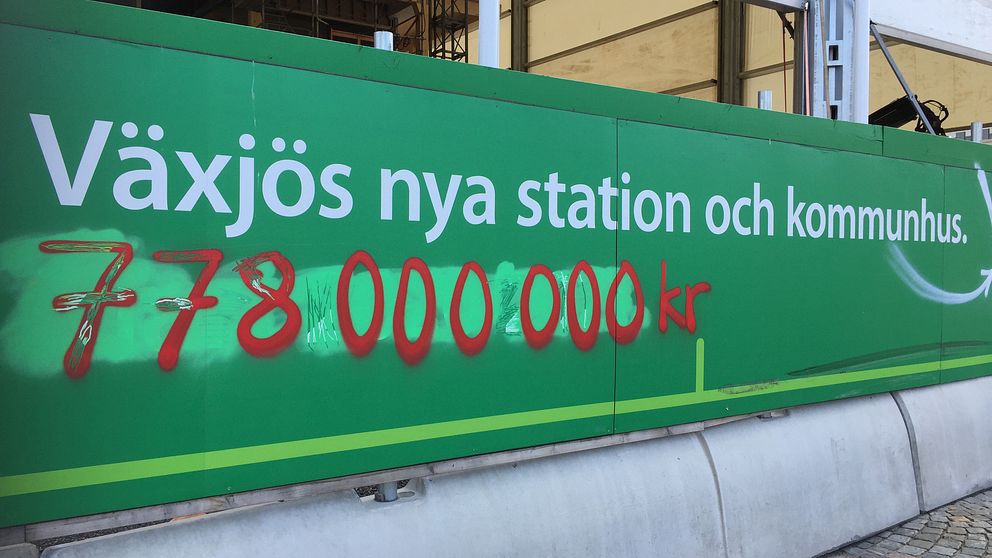 Växjös nya station och kommunhus.
778 000 000 kr